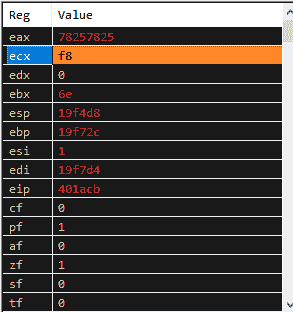 Reg Value
eax 78257825
ecx f8
edx 0
ebx 6e
esp 19f4d8
ebp 19f72c
esi 1
edi 19f7d4
eip 401acb
cf 0
pf 1
af 0
zf 1
sf 0
tf 0